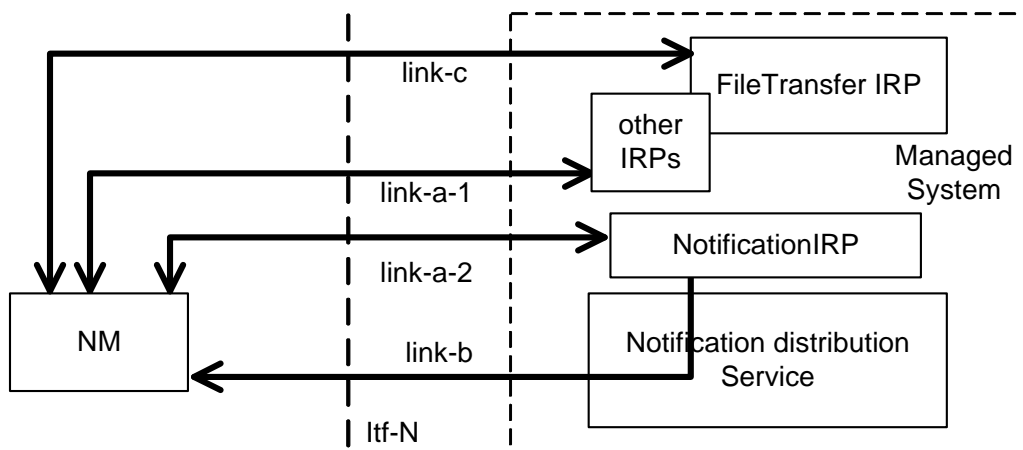 link-c
FileTransfer IRP
other
IRPs
Managed
System
link-a-1
NotificationIRP
link-a-2
NM
link-b
Notification distribution
Service
Itf-N